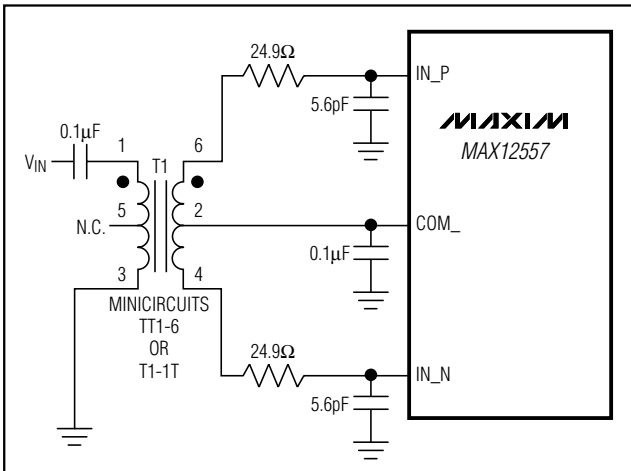 24.9Ω
IN_P
5.6pF
MAXIM
MAX12557
0.1μF
1
6
VIN
T1
5
2
N.C.
COM_
0.1μF
3
4
MINICIRCUITS
TT1-6
OR
T1-1T
24.9Ω
IN_N
5.6pF